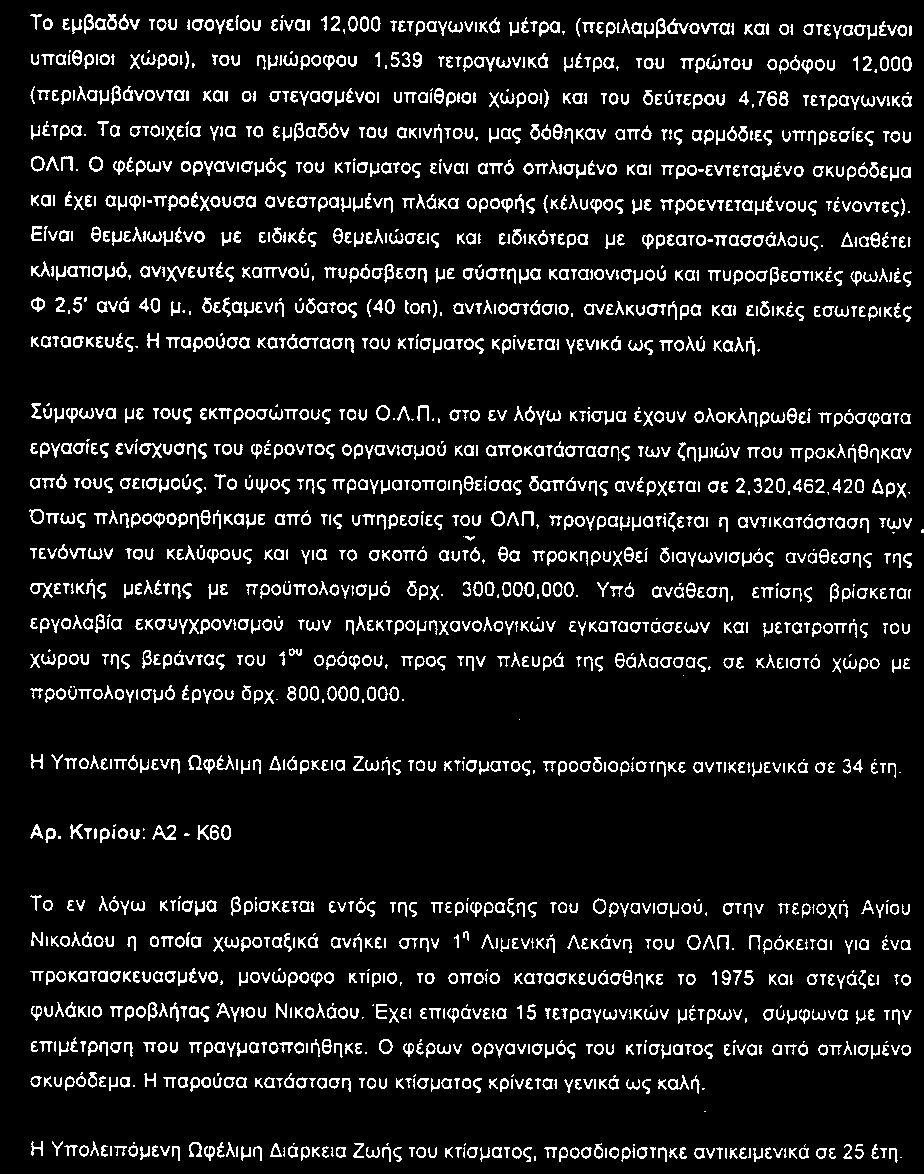 Το εμβαδόν του ισογείου είναι 12,000 τετραγωνικά μέτρα, (περιλαμβάνονται και οι στεγασμένοι
υπαίθριοι χώροι), του ημιώροφου 1,539 τετραγωνικά μέτρα, του πρώτου ορόφου 12,000
(περιλαμβάνονται και οι στεγασμένοι υπαίθριοι χώροι) και του δεύτερου 4,768 τετραγωνικά
μέτρα. Τα στοιχεία για το εμβαδόν του ακινήτου, μας δόθηκαν από τις αρμόδιες υπηρεσίες του
ΟΛΠ. Ο φέρων οργανισμός του κτίσματος είναι από οπλισμένο και προ-εντεταμένο σκυρόδεμα
και έχει αμφι-προέχουσα ανεστραμμένη πλάκα οροφής (κέλυφος με προεντεταμένους τένοντες).
Είναι θεμελιωμένο με ειδικές θεμελιώσεις και ειδικότερα με φρεατο-πασσάλους. Διαθέτει
κλιματισμό, ανιχνευτές καπνού, πυρόσβεση με σύστημα καταιονισμού και πυροσβεστικές φωλιές
Φ 2,5' ανά 40 μ., δεξαμενή ύδατος (40 ton), αντλιοστάσιο, ανελκυστήρα και ειδικές εσωτερικές
κατασκευές. Η παρούσα κατάσταση του κτίσματος κρίνεται γενικά ως πολύ καλή.
Σύμφωνα με τους εκπροσώπους του Ο.Λ.Π., στο εν λόγω κτίσμα έχουν ολοκληρωθεί πρόσφατα
εργασίες ενίσχυσης του φέροντος οργανισμού και αποκατάστασης των ζημιών που προκλήθηκαν
από τους σεισμούς. Το ύψος της πραγματοποιηθείσας δαπάνης ανέρχεται σε 2,320,462,420 Δρχ.
Όπως πληροφορηθήκαμε από τις υπηρεσίες του ΟΛΠ, προγραμματίζεται η αντικατάσταση των
τενόντων του κελύφους και για το σκοπό αυτό, θα προκηρυχθεί διαγωνισμός ανάθεσης της
σχετικής μελέτης με προϋπολογισμό δρχ. 300,000,000. Υπό ανάθεση, επίσης βρίσκεται
εργολαβία εκσυγχρονισμού των ηλεκτρομηχανολογικών εγκαταστάσεων και μετατροπής του
χώρου της βεράντας του 1ου ορόφου, προς την πλευρά της θάλασσας, σε κλειστό χώρο με
προϋπολογισμό έργου δρχ. 800,000,000.
Η Υπολειπόμενη Ωφέλιμη Διάρκεια Ζωής του κτίσματος, προσδιορίστηκε αντικειμενικά σε 34 έτη.
Αρ. Κτιρίου: Α2 - Κ60
Το εν λόγω κτίσμα βρίσκεται εντός της περίφραξης του Οργανισμού, στην περιοχή Αγίου
Νικολάου η οποία χωροταξικά ανήκει στην 1η Λιμενική Λεκάνη του ΟΛΠ. Πρόκειται για ένα
προκατασκευασμένο, μονώροφο κτίριο, το οποίο κατασκευάσθηκε το 1975 και στεγάζει το
φυλάκιο προβλήτας Άγιου Νικολάου. Έχει επιφάνεια 15 τετραγωνικών μέτρων, σύμφωνα με την
επιμέτρηση που πραγματοποιήθηκε. Ο φέρων οργανισμός του κτίσματος είναι από οπλισμένο
σκυρόδεμα. Η παρούσα κατάσταση του κτίσματος κρίνεται γενικά ως καλή.
Η Υπολειπόμενη Ωφέλιμη Διάρκεια Ζωής του κτίσματος, προσδιορίστηκε αντικειμενικά σε 25 έτη.